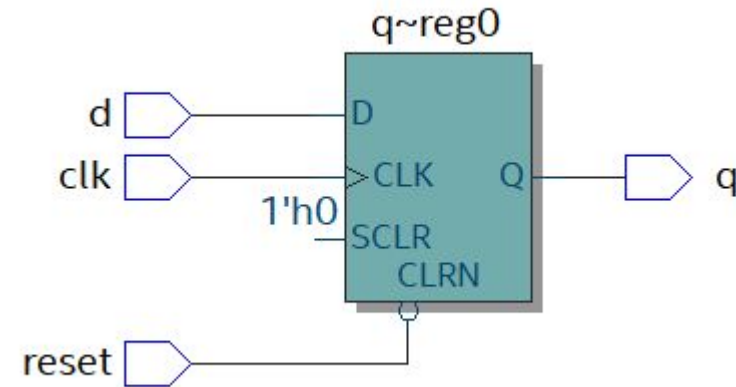 q~reg0
d
D
clk
CLK
Q
q
1'h0
SCLR
CLRN
reset